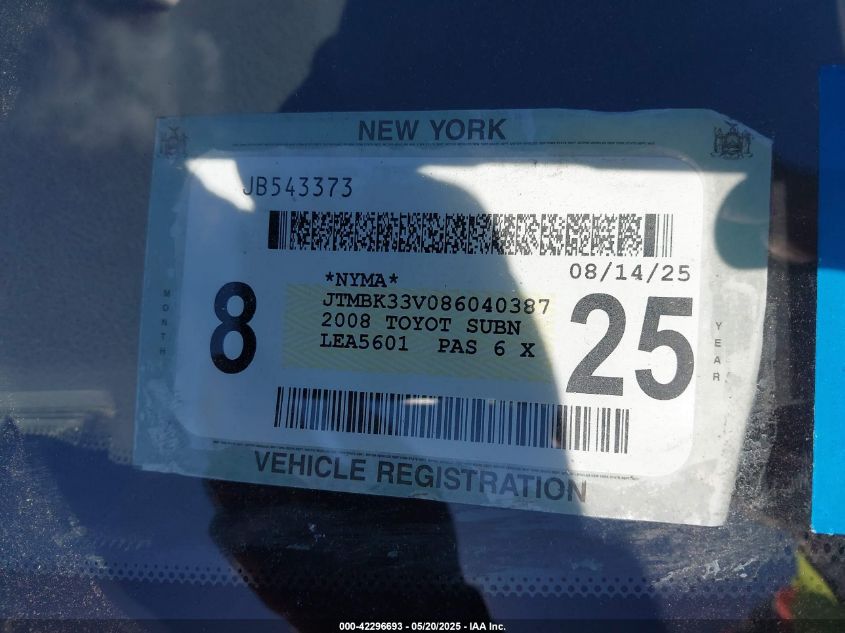 NEW YORK
JB543373
08/14/25
*NYMA*
JTMBK33V086040387
2008 TOYOT SUBN
LEA5601 PAS 6 X
MONTH
8
25
YEAR
VEHICLE REGISTRATION
000-42296693 - 05/20/2025 - IAA Inc.